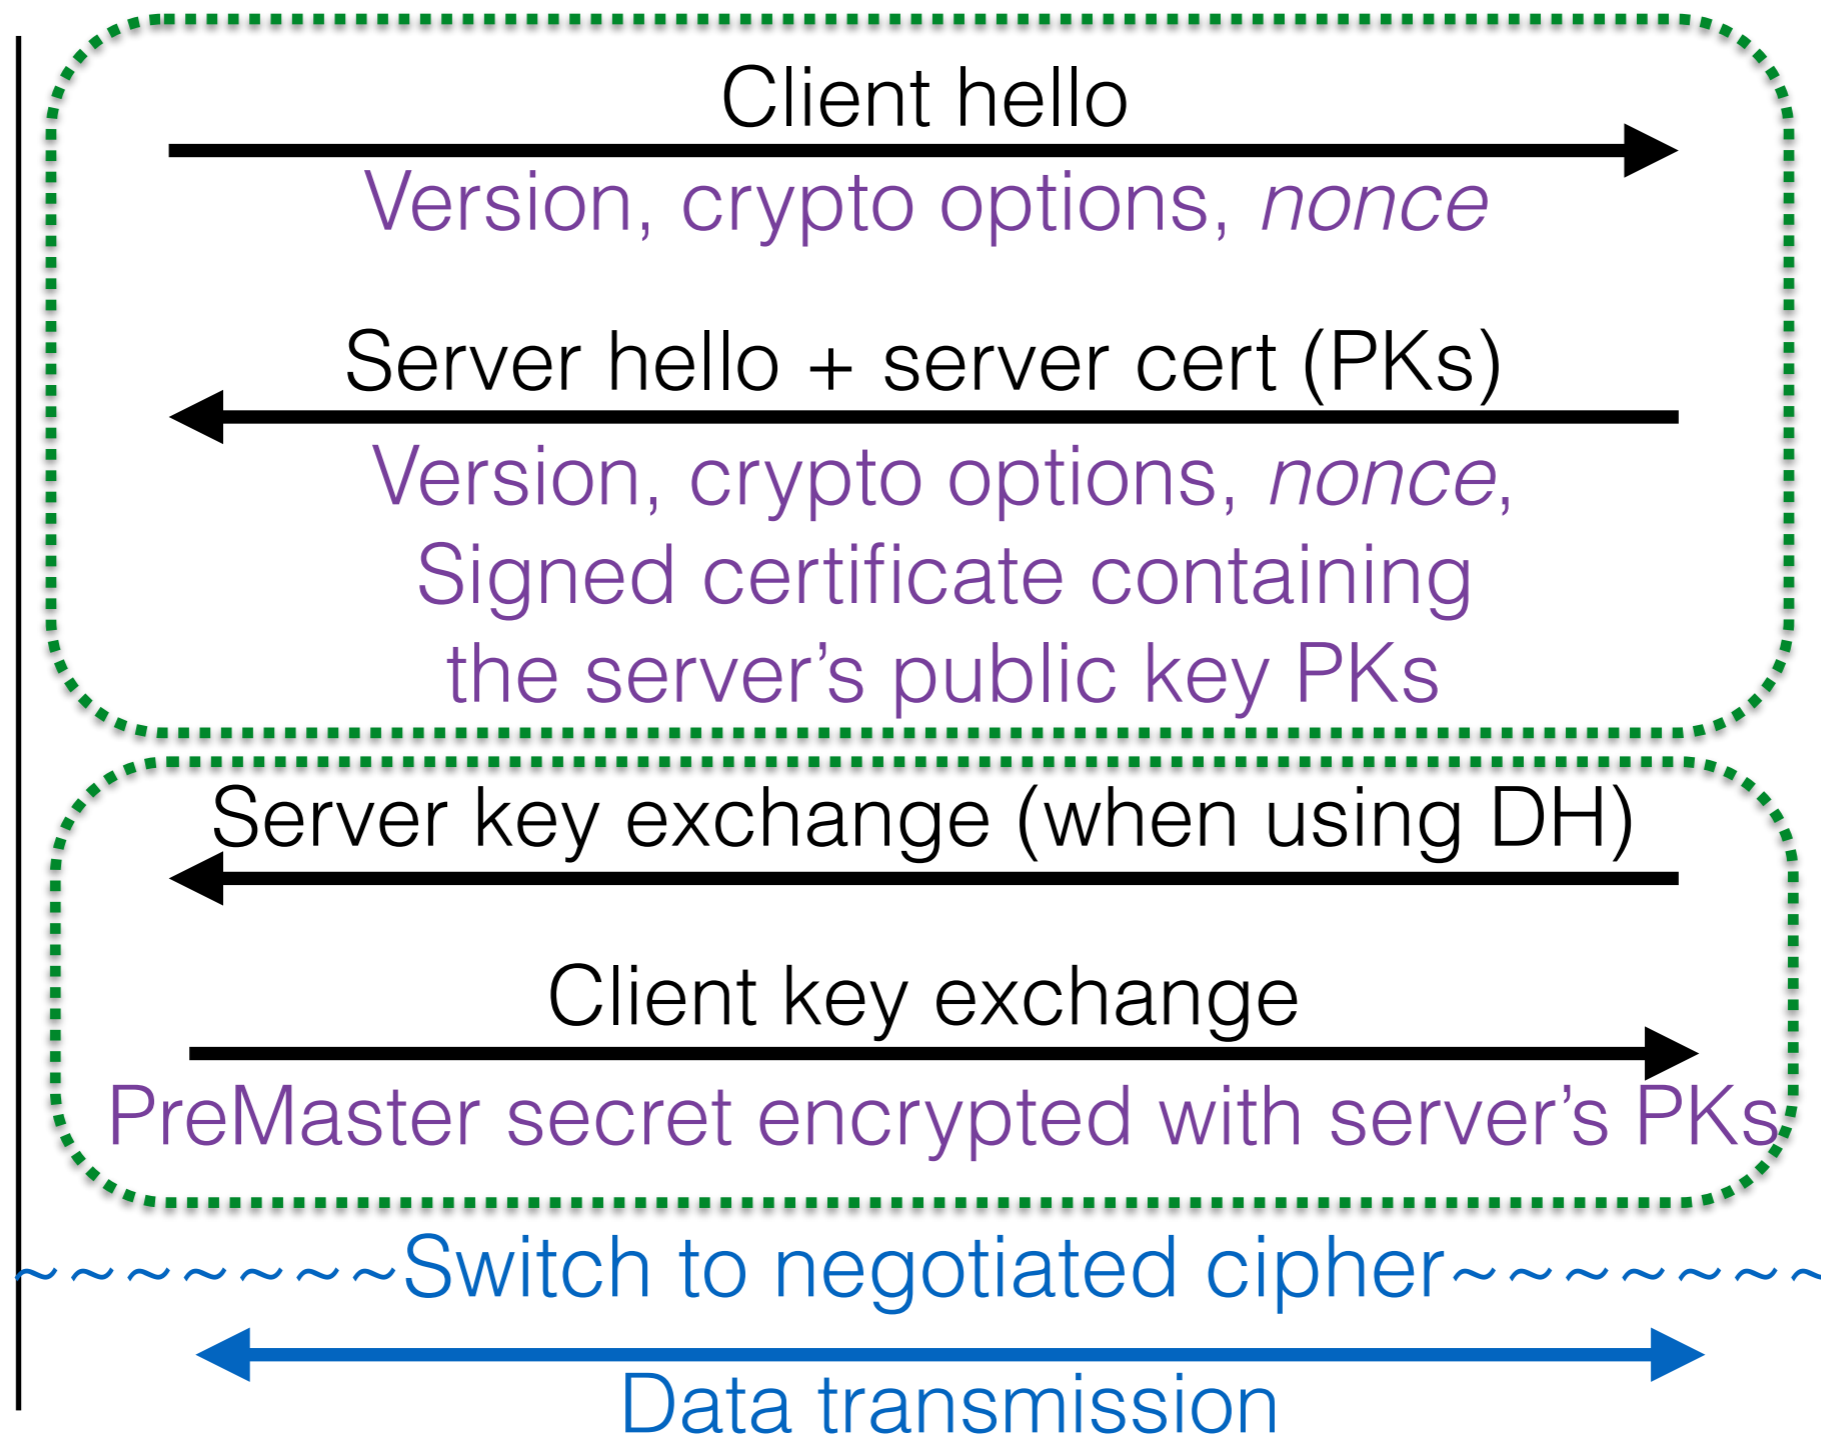 Client hello
Version, crypto options, nonce
Server hello + server cert (PKs)
Version, crypto options, nonce,
Signed certificate containing
the server’s public key PKs
Server key exchange (when using DH)
Client key exchange
PreMaster secret encrypted with server’s PKs
~~~~~~~Switch to negotiated cipher~~~~~~~
Data transmission